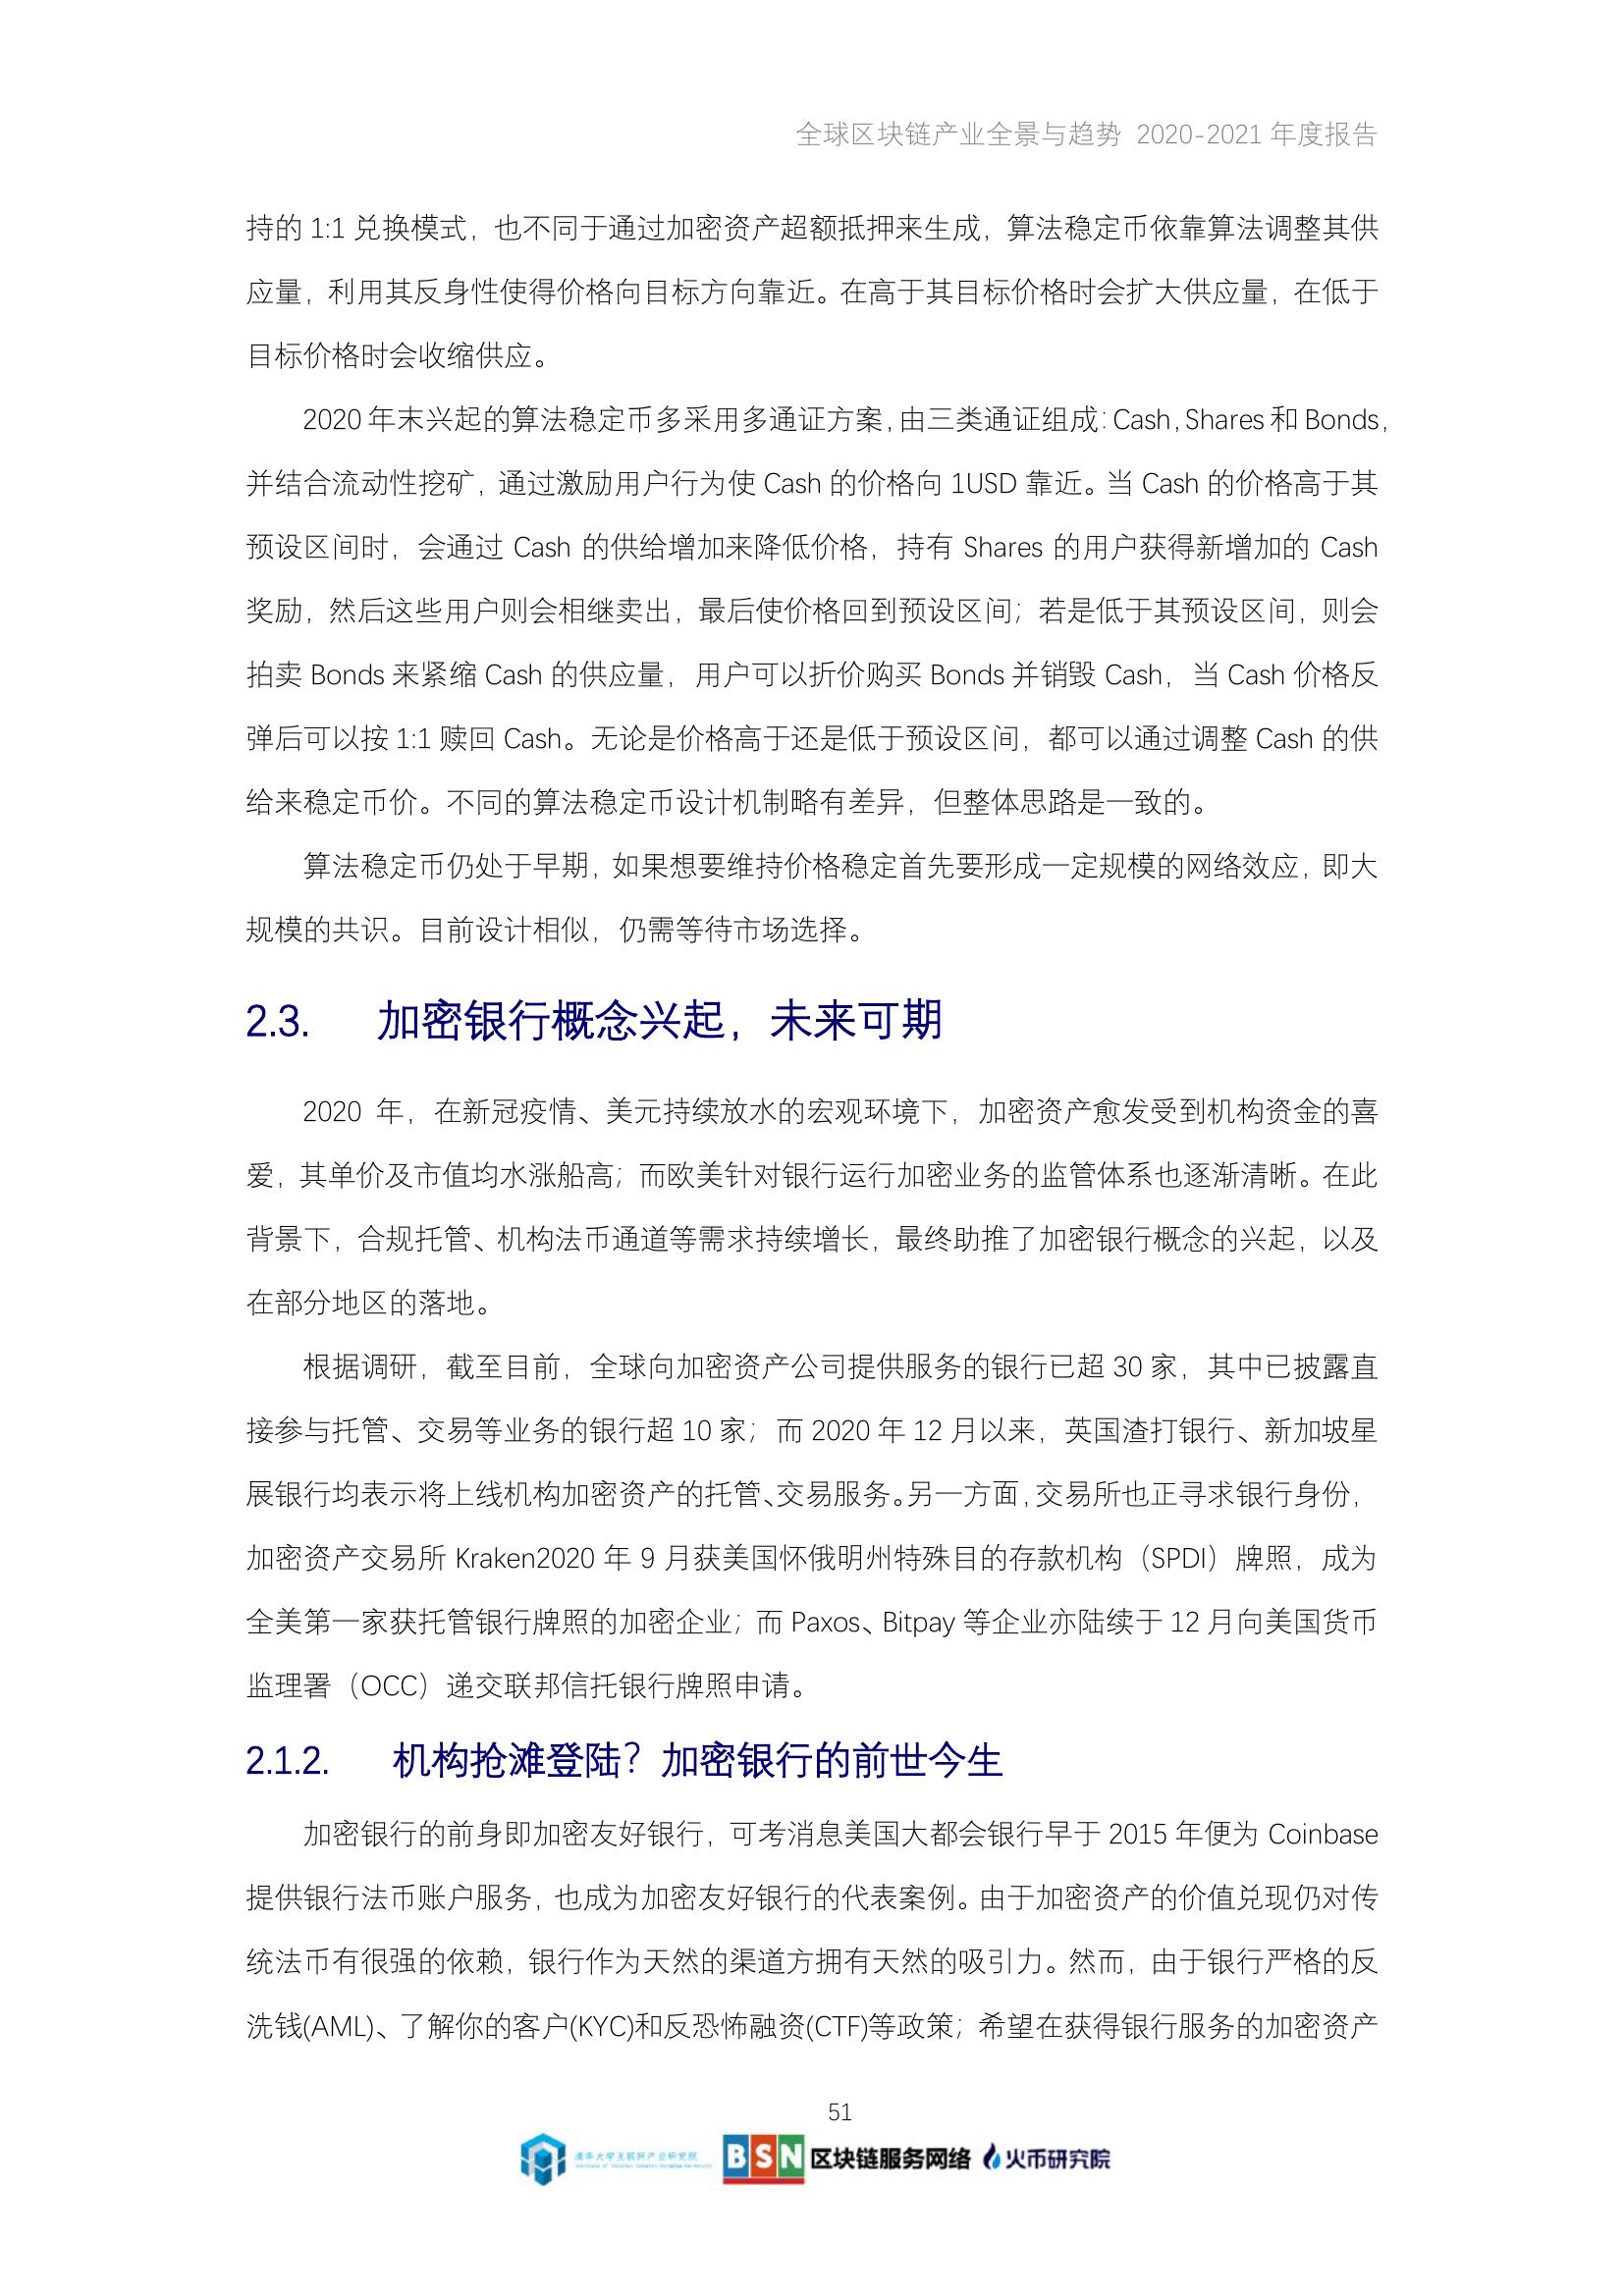 全球区块链产业全景与趋势 2020-2021 年度报告
持的 1:1 兑换模式，也不同于通过加密资产超额抵押来生成，算法稳定币依靠算法调整其供
应量，利用其反身性使得价格向目标方向靠近。在高于其目标价格时会扩大供应量，在低于
目标价格时会收缩供应。
2020 年末兴起的算法稳定币多采用多通证方案，由三类通证组成：Cash，Shares 和 Bonds，
并结合流动性挖矿，通过激励用户行为使 Cash 的价格向 1USD 靠近。当 Cash 的价格高于其
预设区间时，会通过 Cash 的供给增加来降低价格，持有 Shares 的用户获得新增加的 Cash
奖励，然后这些用户则会相继卖出，最后使价格回到预设区间；若是低于其预设区间，则会
拍卖 Bonds 来紧缩 Cash 的供应量，用户可以折价购买 Bonds 并销毁 Cash，当 Cash 价格反
弹后可以按 1:1 赎回 Cash。无论是价格高于还是低于预设区间，都可以通过调整 Cash 的供
给来稳定币价。不同的算法稳定币设计机制略有差异，但整体思路是一致的。
算法稳定币仍处于早期，如果想要维持价格稳定首先要形成一定规模的网络效应，即大
规模的共识。目前设计相似，仍需等待市场选择。
2.3. 加密银行概念兴起，未来可期
2020 年，在新冠疫情、美元持续放水的宏观环境下，加密资产愈发受到机构资金的喜
爱，其单价及市值均水涨船高；而欧美针对银行运行加密业务的监管体系也逐渐清晰。在此
背景下，合规托管、机构法币通道等需求持续增长，最终助推了加密银行概念的兴起，以及
在部分地区的落地。
根据调研，截至目前，全球向加密资产公司提供服务的银行已超 30 家，其中已披露直
接参与托管、交易等业务的银行超 10 家；而 2020 年 12 月以来，英国渣打银行、新加坡星
展银行均表示将上线机构加密资产的托管、交易服务。另一方面，交易所也正寻求银行身份，
加密资产交易所 Kraken2020 年 9 月获美国怀俄明州特殊目的存款机构（SPDI）牌照，成为
全美第一家获托管银行牌照的加密企业；而 Paxos、Bitpay 等企业亦陆续于 12 月向美国货币
监理署（OCC）递交联邦信托银行牌照申请。
2.1.2. 机构抢滩登陆？加密银行的前世今生
加密银行的前身即加密友好银行，可考消息美国大都会银行早于 2015 年便为 Coinbase
提供银行法币账户服务，也成为加密友好银行的代表案例。由于加密资产的价值兑现仍对传
统法币有很强的依赖，银行作为天然的渠道方拥有天然的吸引力。然而，由于银行严格的反
洗钱(AML)、了解你的客户(KYC)和反恐怖融资(CTF)等政策；希望在获得银行服务的加密资产
51
清华大学互联网产业研究院
BSN 区块链服务网络 火币研究院